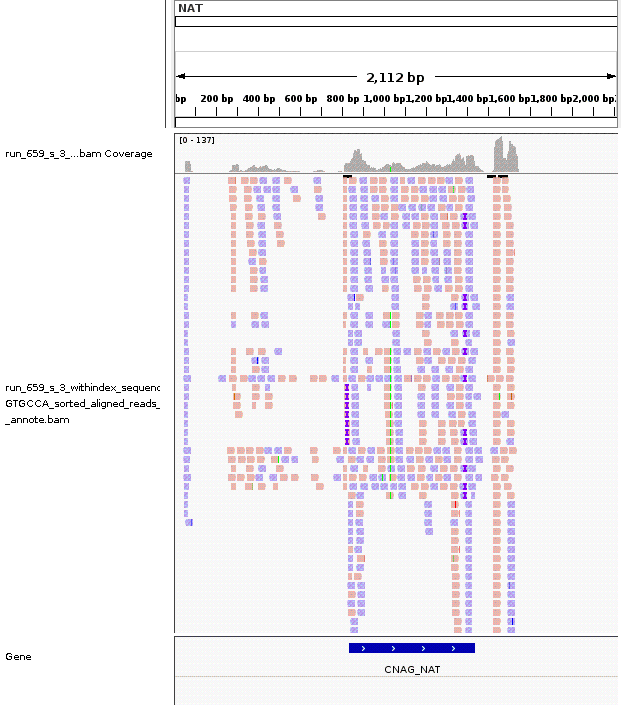 NAT
2,112 bp
bp 200 bp 400 bp 600 bp 800 bp 1,000 bp 1,200 bp 1,400 bp 1,600 bp 1,800 bp 2,000 bp
[0 - 137]
run_659_s_3_...bam Coverage
run_659_s_3_withindex_sequenc
GTGCCA_sorted_aligned_reads_
_annote.bam
Gene
CNAG_NAT